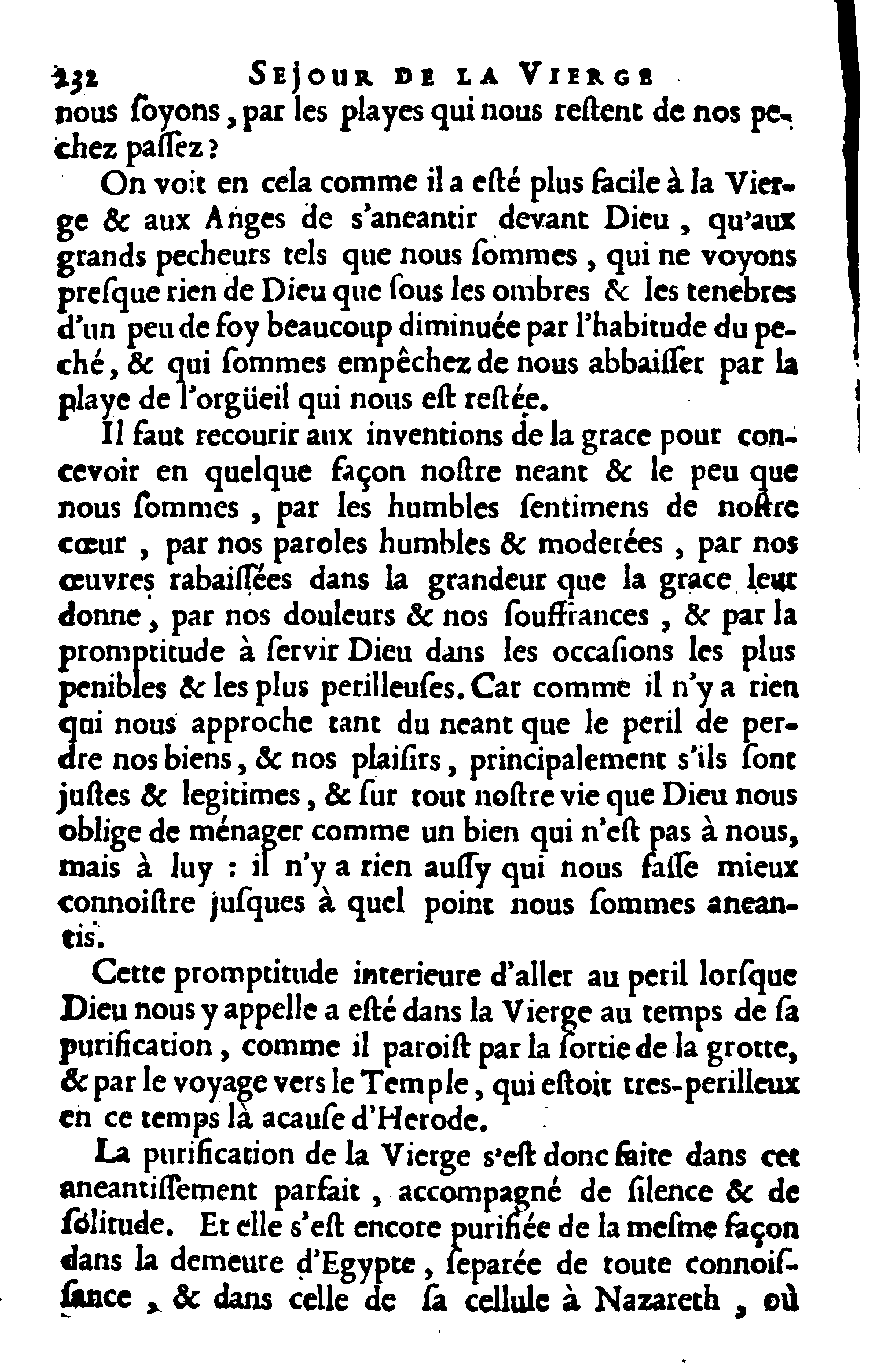 232 SEJOUR DE LA VIERGE
nous ſoyons, par les playes qui nous reſtent de nos pe-
chez paſſez?
On voit en cela comme il a eſté plus facile à la Vier-
ge & aux Anges de s'aneantir devant Dieu, qu'aux
grands pecheurs tels que nous ſommes, qui ne voyons
preſque rien de Dieu que ſous les ombres & les tenebres
d'un peu de foy beaucoup diminuée par l'habitude du pe-
ché, & qui ſommes empêchez de nous abbaiſſer par la
playe de l'orgüeil qui nous eſt reſtée.
Il faut recourir aux inventions de la grace pour con-
cevoir en quelque façon noſtre neant & le peu que
nous ſommes, par les humbles ſentimens de noſtre
cœur, par nos paroles humbles & moderées, par nos
œuvres rabaiſſées dans la grandeur que la grace leur
donne, par nos douleurs & nos ſouffrances, & par la
promptitude à ſervir Dieu dans les occaſions les plus
penibles & les plus perilleuſes. Car comme il n'y a rien
qui nous approche tant du neant que le peril de per-
dre nos biens, & nos plaiſirs, principalement s'ils ſont
juſtes & legitimes, & ſur tout noſtre vie que Dieu nous
oblige de ménager comme un bien qui n'eſt pas à nous,
mais à luy : il n'y a rien auſſy qui nous faſſe mieux
connoiſtre juſques à quel point nous ſommes anean-
tis.
Cette promptitude interieure d'aller au peril lorſque
Dieu nous y appelle a eſté dans la Vierge au temps de ſa
purification, comme il paroiſt par la ſortie de la grotte,
& par le voyage vers le Temple, qui eſtoit tres-perilleux
en ce temps là acauſe d'Herode.
La purification de la Vierge s'eſt donc faite dans cet
aneantiſſement parfait, accompagné de ſilence & de
ſolitude. Et elle s'eſt encore purifiée de la meſme façon
dans la demeure d'Egypte, ſeparée de toute connoiſ-
ſance, & dans celle de ſa cellule à Nazareth, où